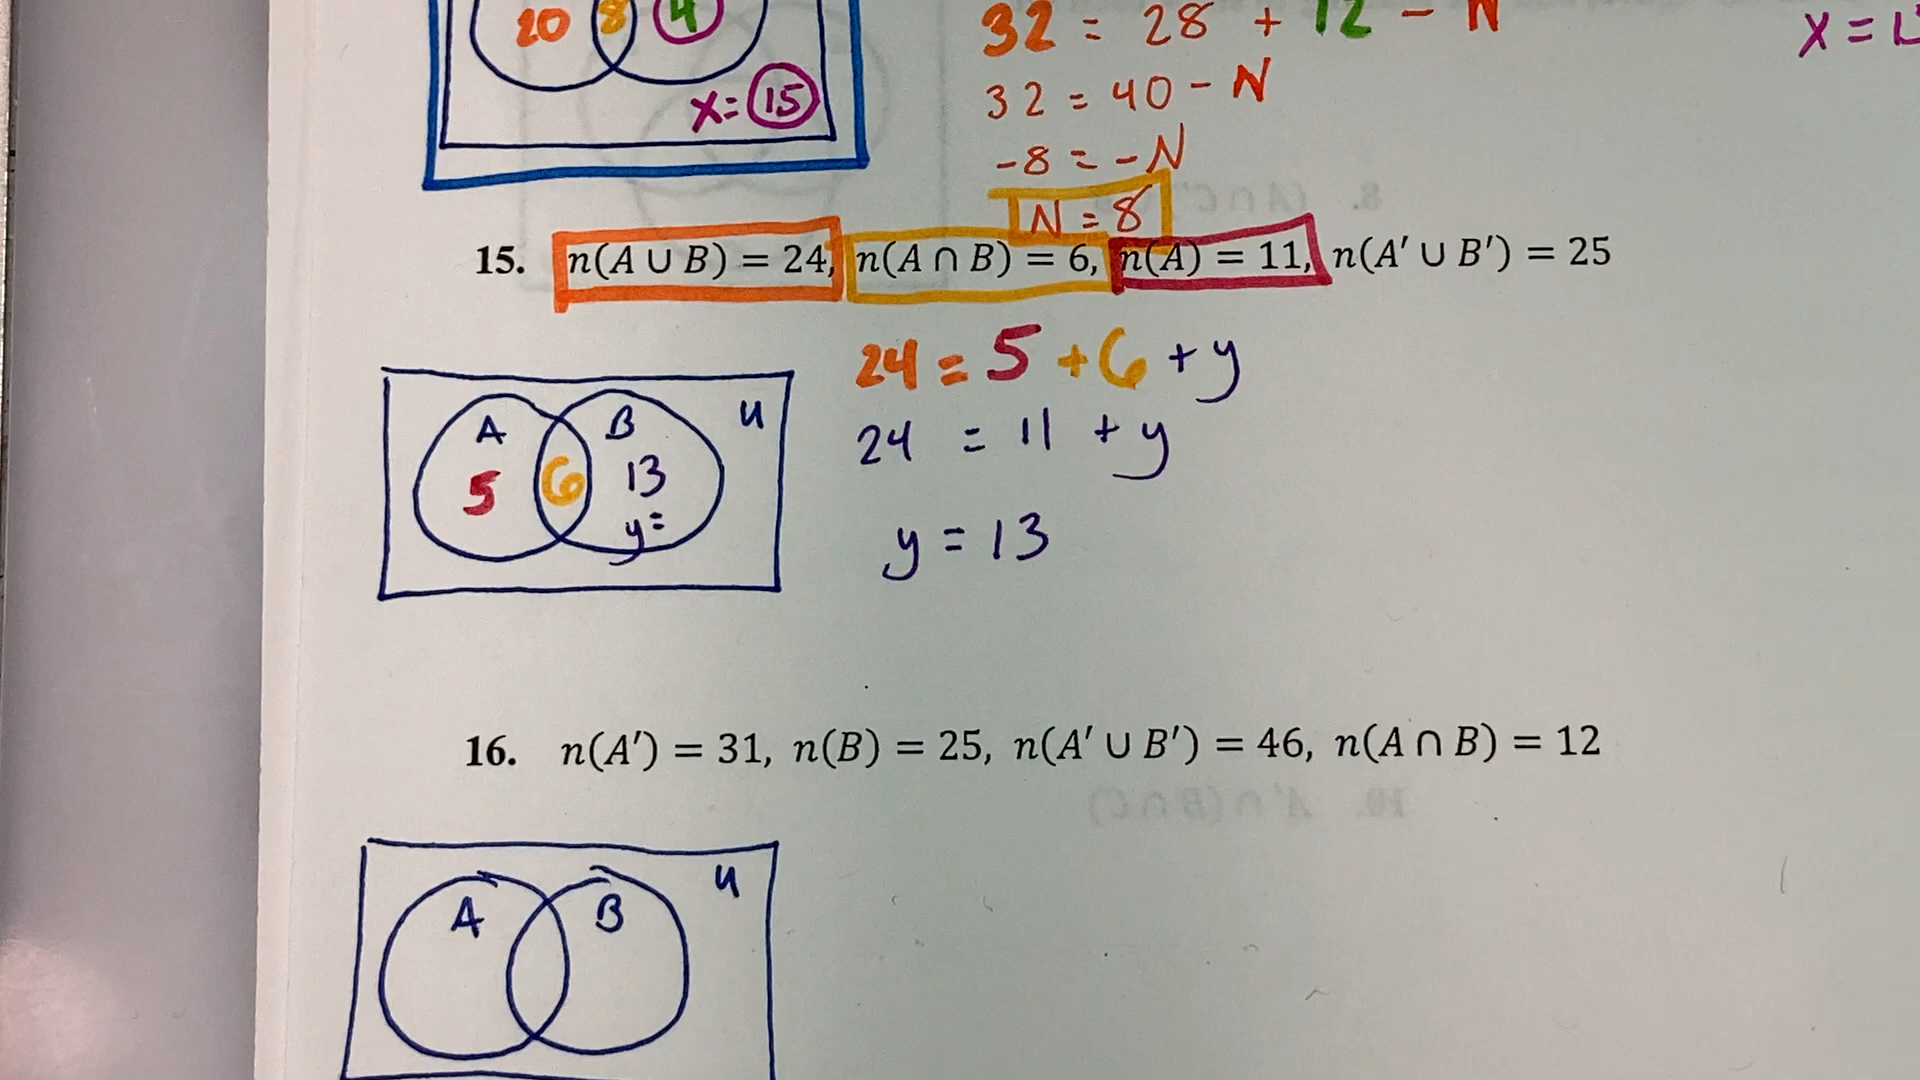 20 8 4
x = 15
32 = 28 + 12 - N
32 = 40 - N
-8 = -N
N = 8
x =
15. n(A ∪ B) = 24, n(A ∩ B) = 6, n(A) = 11, n(A′ ∪ B′) = 25
A B U
5 6 13
y =
24 = 5 + 6 + y
24 = 11 + y
y = 13
16. n(A′) = 31, n(B) = 25, n(A′ ∪ B′) = 46, n(A ∩ B) = 12
A B U